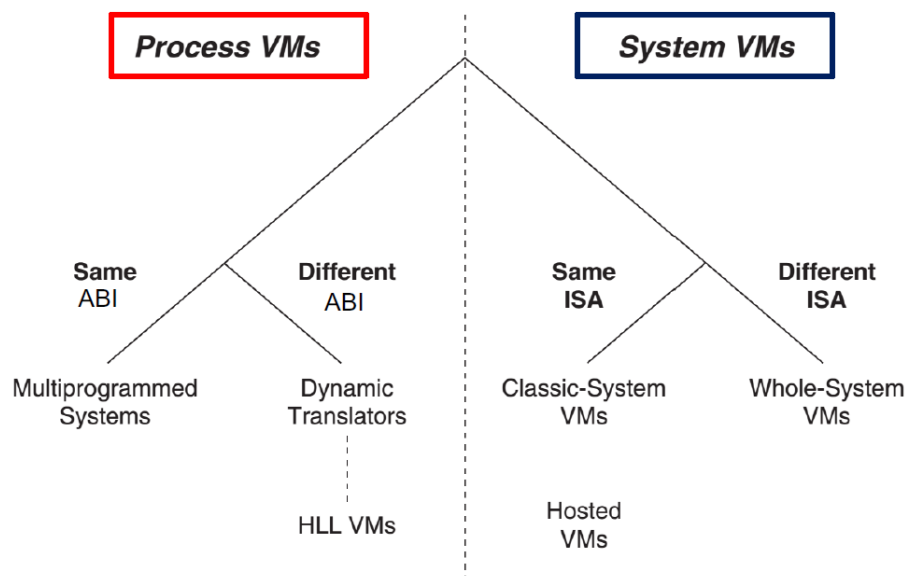 Process VMs
System VMs
Same
ABI
Different
ABI
Same
ISA
Different
ISA
Multiprogrammed
Systems
Dynamic
Translators
Classic-System
VMs
Whole-System
VMs
HLL VMs
Hosted
VMs